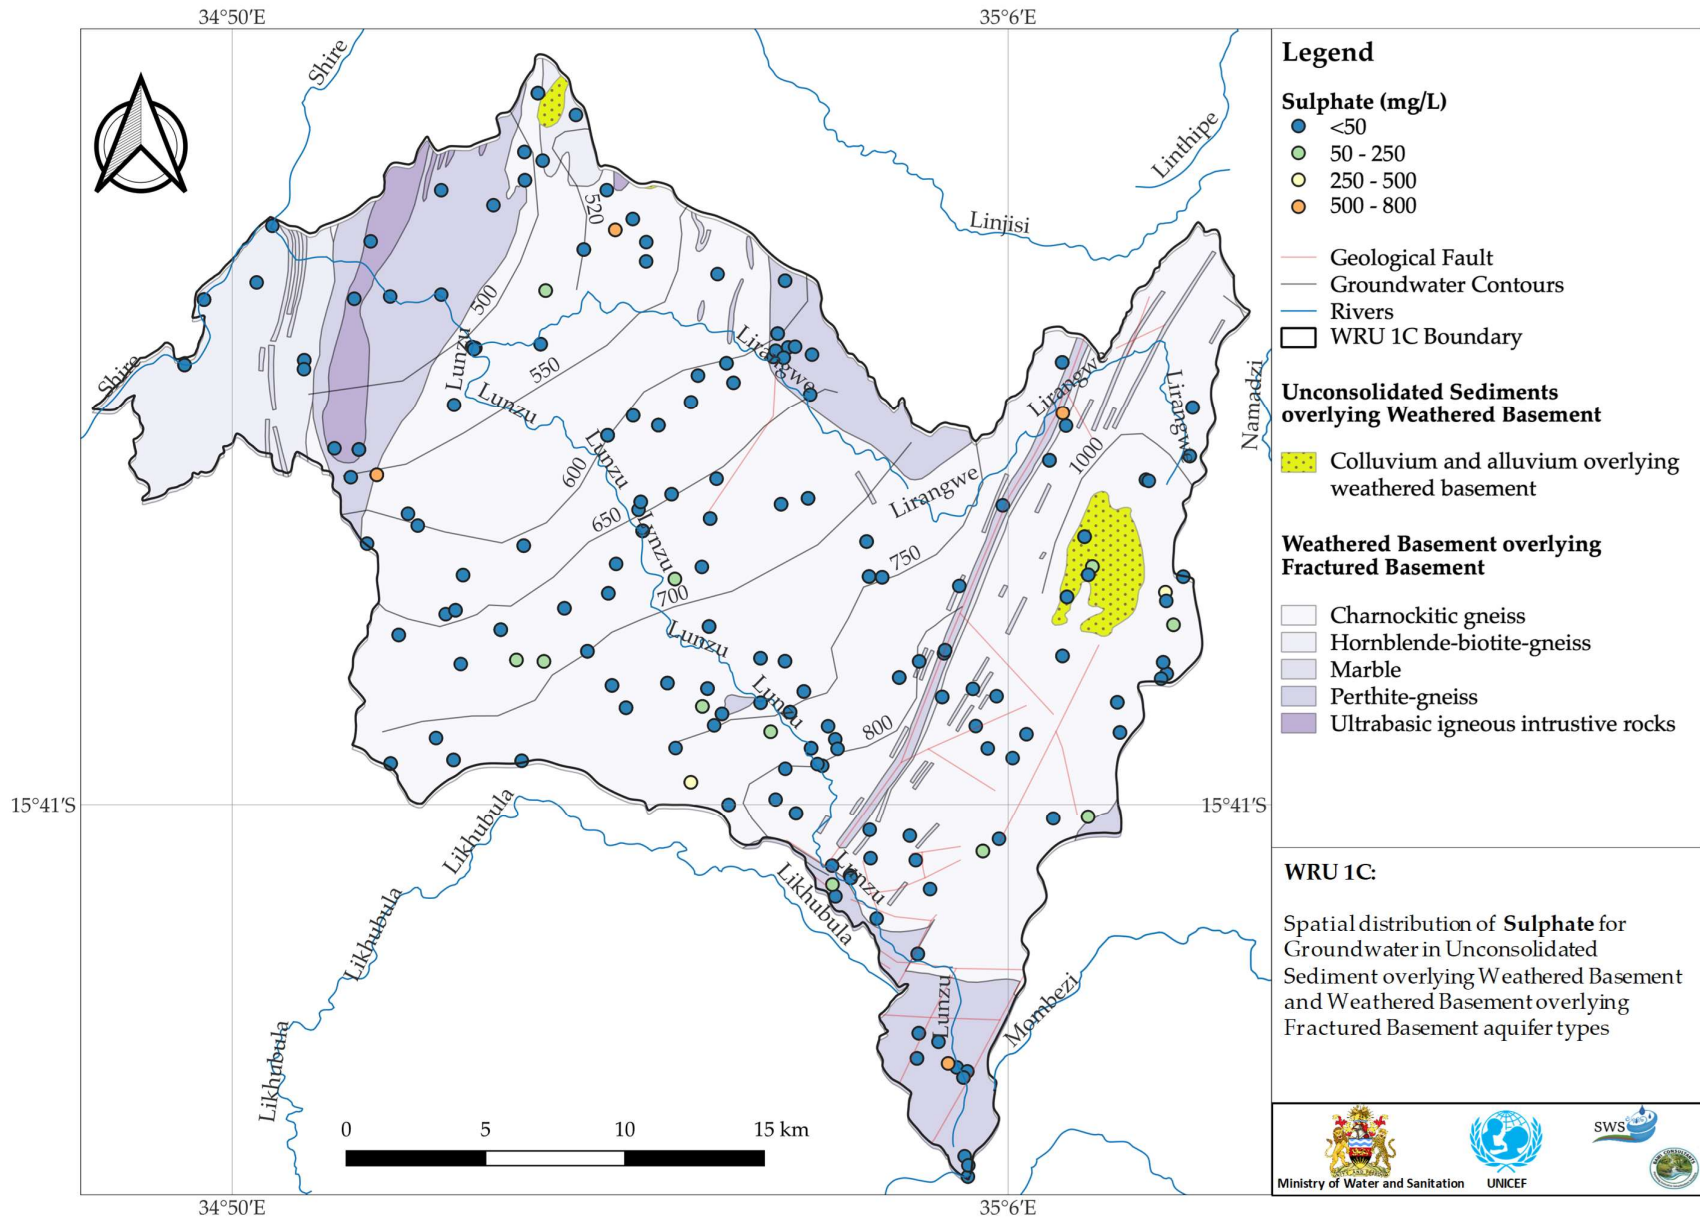 34°50'E
35°6'E
Shire
Linthipe
Linjisi
520
500
Lunzu
550
Lirangwe
Shire
Lunzu
Lirangwe
Lirangwe
Namadzi
Lunzu
600
1000
Lirangwe
650
Lunzu
750
700
Lunzu
Lunzu
800
15°41'S
15°41'S
Likhubula
Lunzu
Likhubula
Likhubula
Lunzu
Mombezi
Likhubula
0
5
10
15 km
34°50'E
35°6'E
Legend
Sulphate (mg/L)
<50
50 - 250
250 - 500
500 - 800
Geological Fault
Groundwater Contours
Rivers
WRU 1C Boundary
Unconsolidated Sediments
overlying Weathered Basement
Colluvium and alluvium overlying
weathered basement
Weathered Basement overlying
Fractured Basement
Charnockitic gneiss
Hornblende-biotite-gneiss
Marble
Perthite-gneiss
Ultrabasic igneous intrustive rocks
WRU 1C:
Spatial distribution of Sulphate for
Groundwater in Unconsolidated
Sediment overlying Weathered Basement
and Weathered Basement overlying
Fractured Basement aquifer types
Ministry of Water and Sanitation
UNICEF
SWS